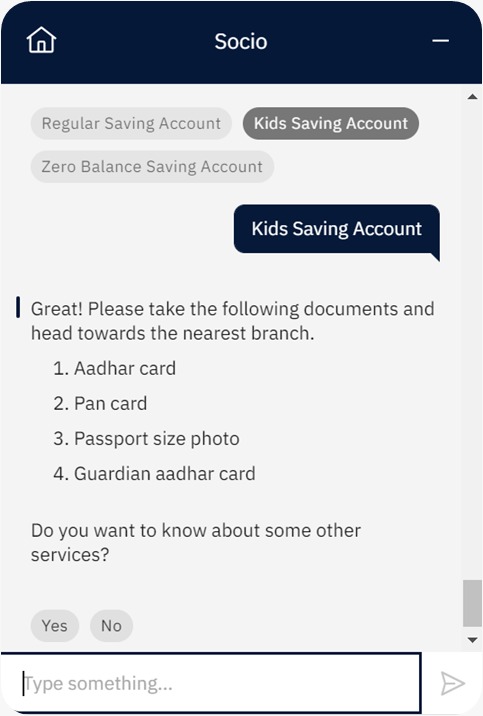 Socio
Regular Saving Account
Kids Saving Account
Zero Balance Saving Account
Kids Saving Account
Great! Please take the following documents and
head towards the nearest branch.
1. Aadhar card
2. Pan card
3. Passport size photo
4. Guardian aadhar card
Do you want to know about some other
services?
Yes
No
Type something...